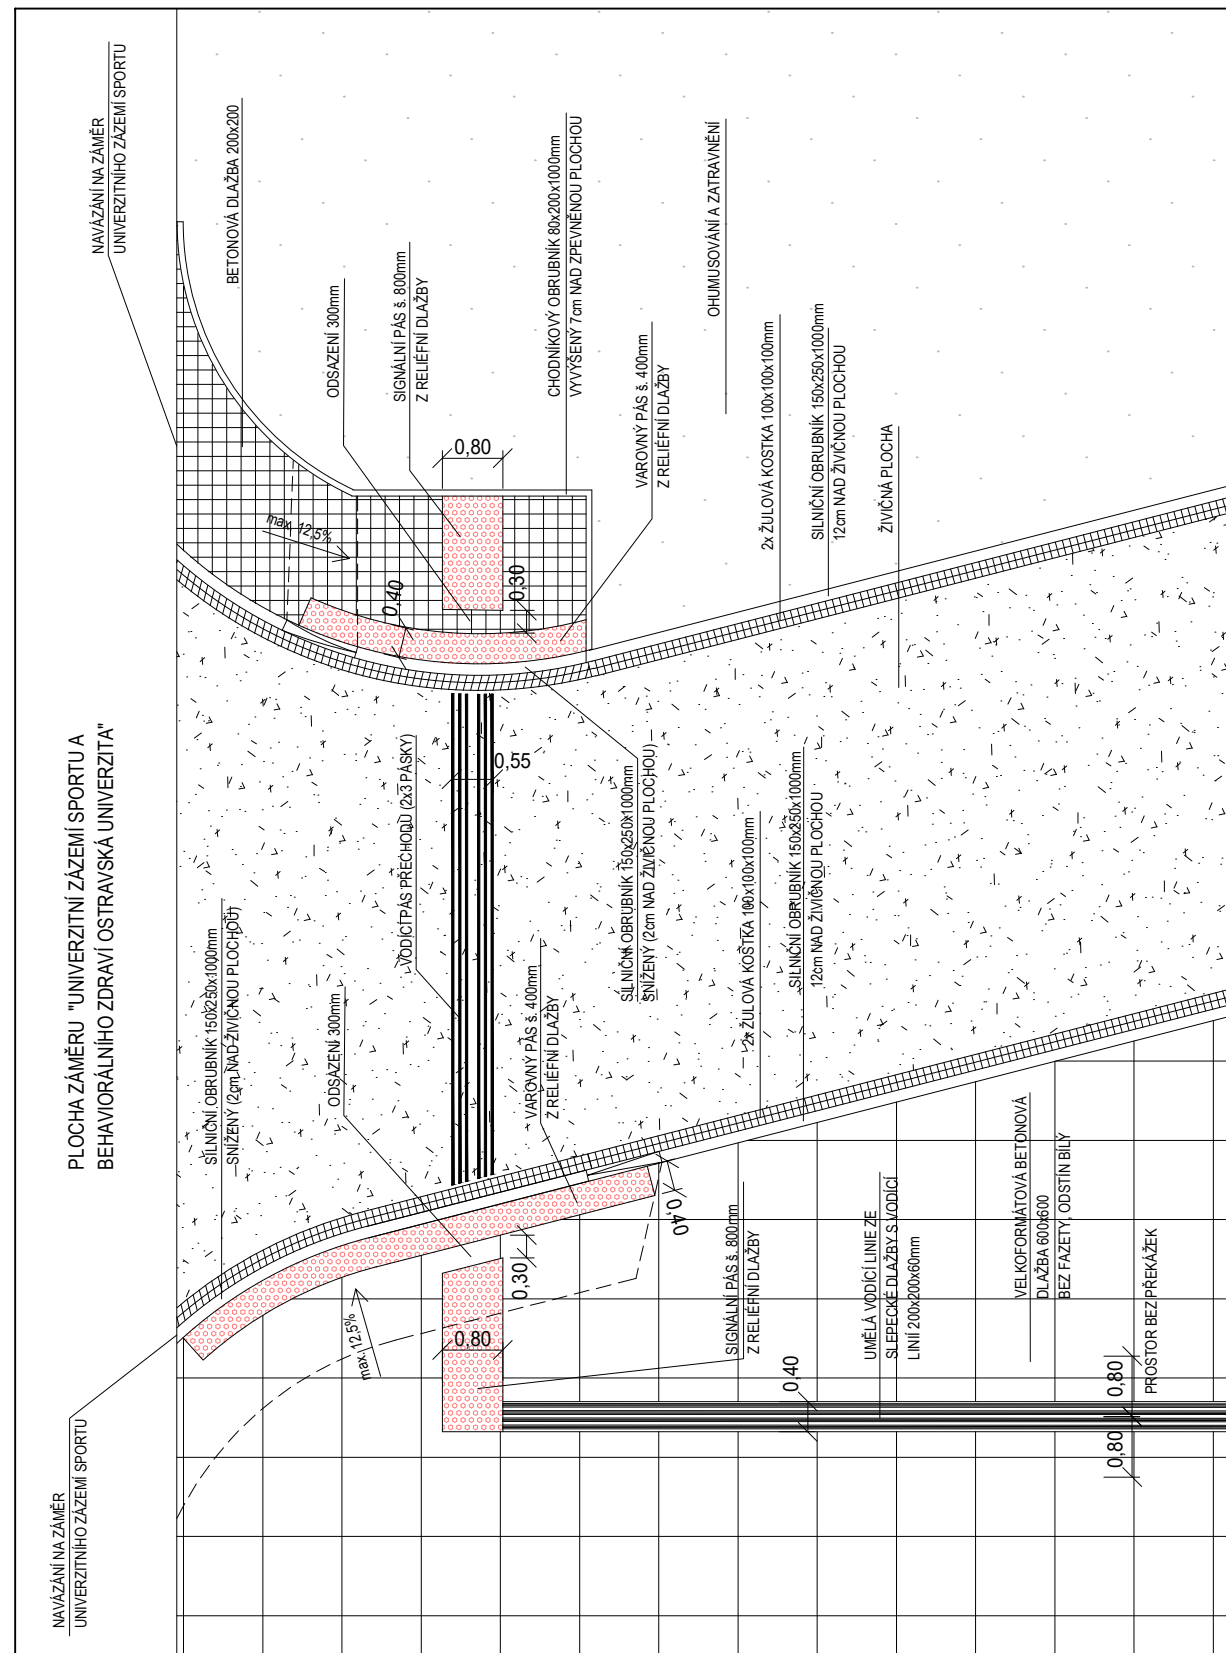 NAVÁZÁNÍ NA ZÁMĚR
UNIVERZITNÍHO ZÁZEMÍ SPORTU
BETONOVÁ DLAŽBA 200x200
ODSAZENÍ 300mm
SIGNÁLNÍ PÁS š. 800mm
Z RELIÉFNÍ DLAŽBY
CHODNÍKOVÝ OBRUBNÍK 80x200x1000mm
VYVÝŠENÝ 7cm NAD ZPEVNĚNOU PLOCHOU
VAROVNÝ PÁS š. 400mm
Z RELIÉFNÍ DLAŽBY
OHUMUSOVÁNÍ A ZATRAVNĚNÍ
2x ŽULOVÁ KOSTKA 100x100x100mm
SILNIČNÍ OBRUBNÍK 150x250x1000mm
12cm NAD ŽIVIČNOU PLOCHOU
ŽIVIČNÁ PLOCHA
0,80
max. 12,5%
0,40
0,30
PLOCHA ZÁMĚRU "UNIVERZITNÍ ZÁZEMÍ SPORTU A
BEHAVIORÁLNÍHO ZDRAVÍ OSTRAVSKÁ UNIVERZITA"
SILNIČNÍ OBRUBNÍK 150x250x1000mm
SNÍŽENÝ (2cm NAD ŽIVIČNOU PLOCHOU)
ODSAZENÍ 300mm
VODÍCÍ PÁS PŘECHODU (2x3 PÁSKY)
0,55
VAROVNÝ PÁS š. 400mm
Z RELIÉFNÍ DLAŽBY
SILNIČNÍ OBRUBNÍK 150x250x1000mm
SNÍŽENÝ (2cm NAD ŽIVIČNOU PLOCHOU)
2x ŽULOVÁ KOSTKA 100x100x100mm
SILNIČNÍ OBRUBNÍK 150x250x1000mm
12cm NAD ŽIVIČNOU PLOCHOU
NAVÁZÁNÍ NA ZÁMĚR
UNIVERZITNÍHO ZÁZEMÍ SPORTU
max. 12,5%
0,80
0,30
0,40
SIGNÁLNÍ PÁS š. 800mm
Z RELIÉFNÍ DLAŽBY
0,40
UMĚLÁ VODÍCÍ LINIE ZE
SLEPECKÉ DLAŽBY S VODÍCÍ
LINIÍ 200x200x60mm
VELKOFORMÁTOVÁ BETONOVÁ
DLAŽBA 600x600
BEZ FAZETY, ODSTÍN BÍLÝ
0,80
0,80
PROSTOR BEZ PŘEKÁŽEK